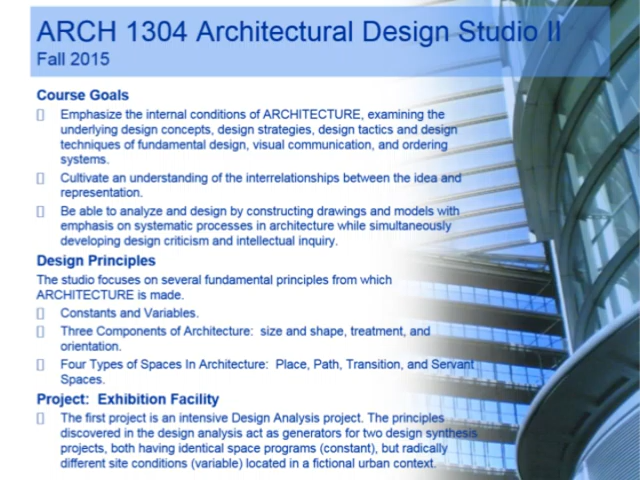 ARCH 1304 Architectural Design Studio II
Fall 2015
Course Goals
Emphasize the internal conditions of ARCHITECTURE, examining the
underlying design concepts, design strategies, design tactics and design
techniques of fundamental design, visual communication, and ordering
systems.
Cultivate an understanding of the interrelationships between the idea and
representation.
Be able to analyze and design by constructing drawings and models with
emphasis on systematic processes in architecture while simultaneously
developing design criticism and intellectual inquiry.
Design Principles
The studio focuses on several fundamental principles from which
ARCHITECTURE is made.
Constants and Variables.
Three Components of Architecture:  size and shape, treatment, and
orientation.
Four Types of Spaces In Architecture:  Place, Path, Transition, and Servant
Spaces.
Project:  Exhibition Facility
The first project is an intensive Design Analysis project. The principles
discovered in the design analysis act as generators for two design synthesis
projects, both having identical space programs (constant), but radically
different site conditions (variable) located in a fictional urban context.